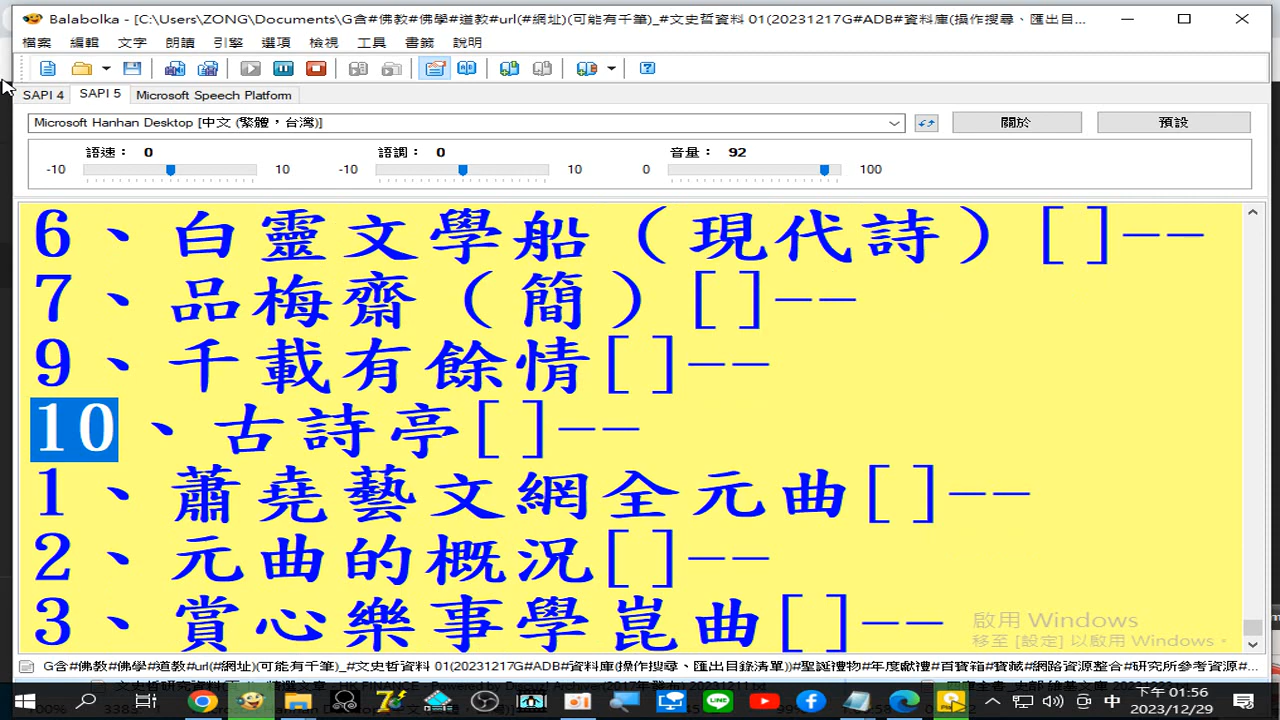 Balabolka - [C:\Users\ZONG\Documents\G含#佛教#佛學#道教#url(#網址)(可能有千筆)_#文史哲資料 01(20231217G#ADB#資料庫(操作搜尋、匯出目...
檔案 編輯 文字 朗讀 引擎 選項 檢視 工具 書籤 說明
SAPI 4 SAPI 5 Microsoft Speech Platform
Microsoft Hanhan Desktop [中文 (繁體，台灣)] 關於 預設
語速： 0 語調： 0 音量： 92
-10 10 -10 10 0 100
6、白靈文學船（現代詩）[]--
7、品梅齋（簡）[]--
9、千載有餘情[]--
10、古詩亭[]--
1、蕭堯藝文網全元曲[]--
2、元曲的概況[]--
3、賞心樂事學崑曲[]--
啟用 Windows
移至 [設定] 以啟用 Windows。
G含#佛教#佛學#道教#url(#網址)(可能有千筆)_#文史哲資料 01(20231217G#ADB#資料庫(操作搜尋、匯出目錄清單))#聖誕禮物#年度獻禮#百寶箱#寶藏#網路資源整合#研究所參考資源#...
中 下午 01:56
2023/12/29